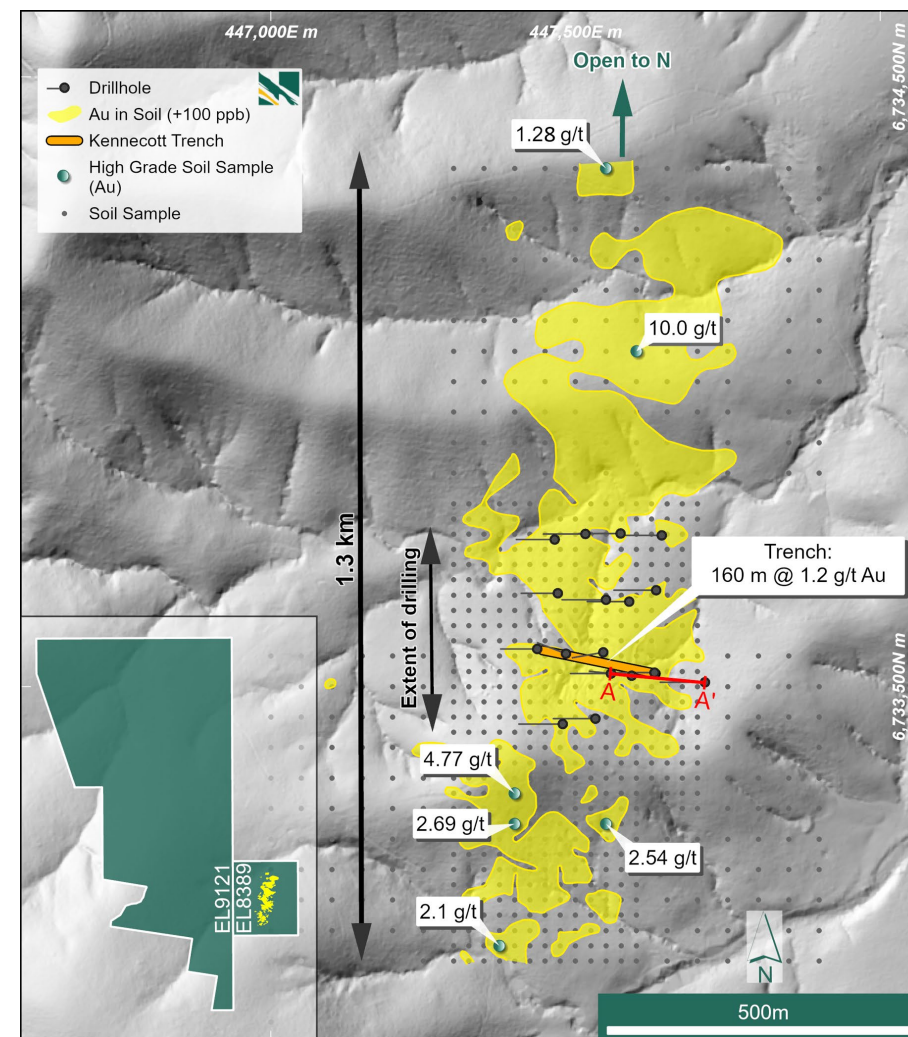 447,000E m
447,500E m
6,734,500N m
Open to N
Drillhole
Au in Soil (+100 ppb)
Kennecott Trench
High Grade Soil Sample
(Au)
Soil Sample
1.28 g/t
10.0 g/t
1.3 km
Extent of drilling
Trench:
160 m @ 1.2 g/t Au
A
A'
6,733,500N m
4.77 g/t
2.69 g/t
2.54 g/t
2.1 g/t
EL9121
EL8389
N
500m